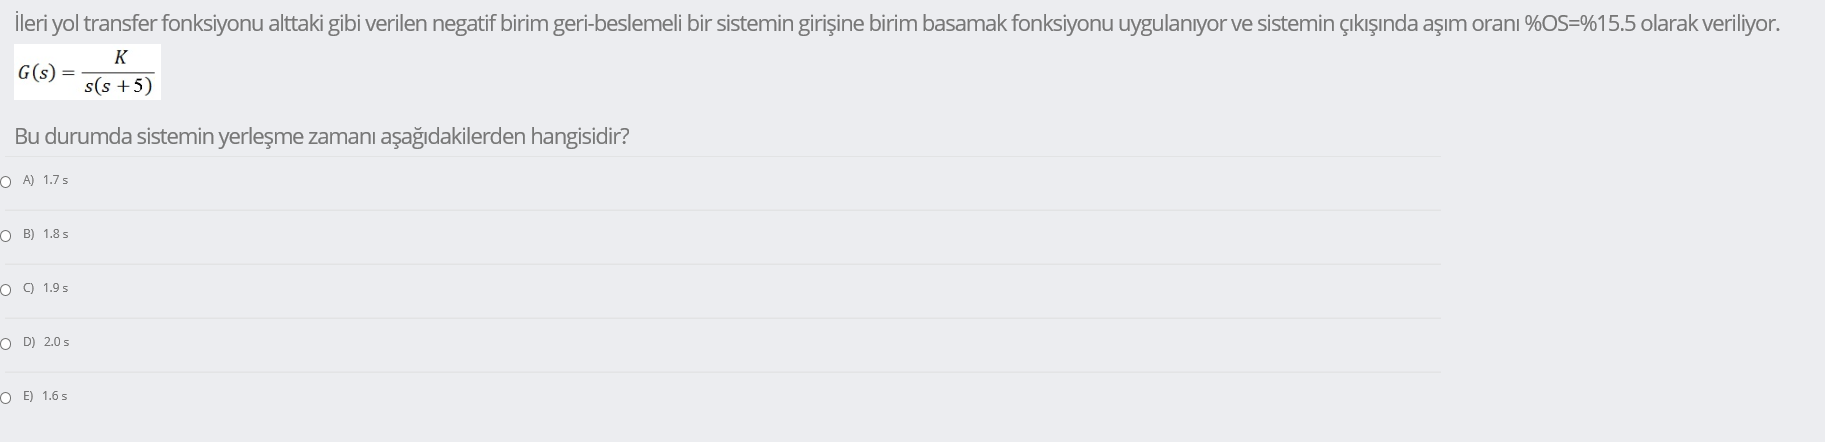 İleri yol transfer fonksiyonu alttaki gibi verilen negatif birim geri-beslemeli bir sistemin girişine birim basamak fonksiyonu uygulanıyor ve sistemin çıkışında aşım oranı %OS=%15.5 olarak veriliyor.
G(s) = K / s(s + 5)
Bu durumda sistemin yerleşme zamanı aşağıdakilerden hangisidir?
A) 1.7 s
B) 1.8 s
C) 1.9 s
D) 2.0 s
E) 1.6 s